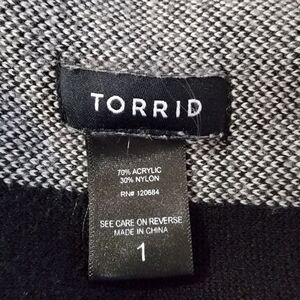 TORRID
70% ACRYLIC
30% NYLON
RN# 120684
SEE CARE ON REVERSE
MADE IN CHINA
1